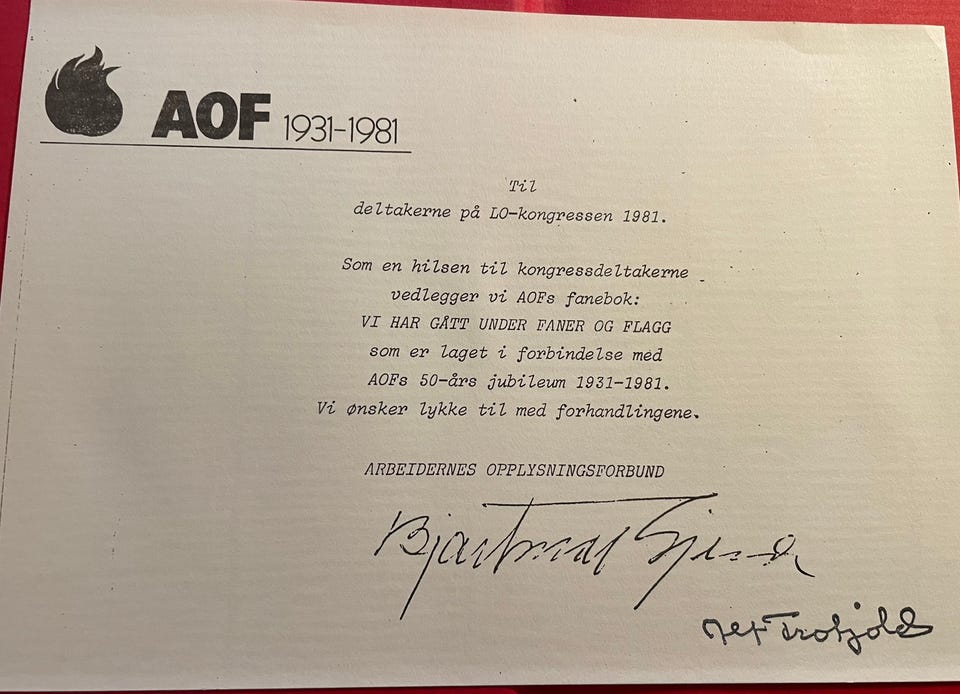 AOF 1931-1981
Til
deltakerne på LO-kongressen 1981.
Som en hilsen til kongressdeltakerne
vedlegger vi AOFs fanebok:
VI HAR GÅTT UNDER FANER OG FLAGG
som er laget i forbindelse med
AOFs 50-års jubileum 1931-1981.
Vi ønsker lykke til med forhandlingene.
ARBEIDERNES OPPLYSNINGSFORBUND
Bjartmar Gjerde